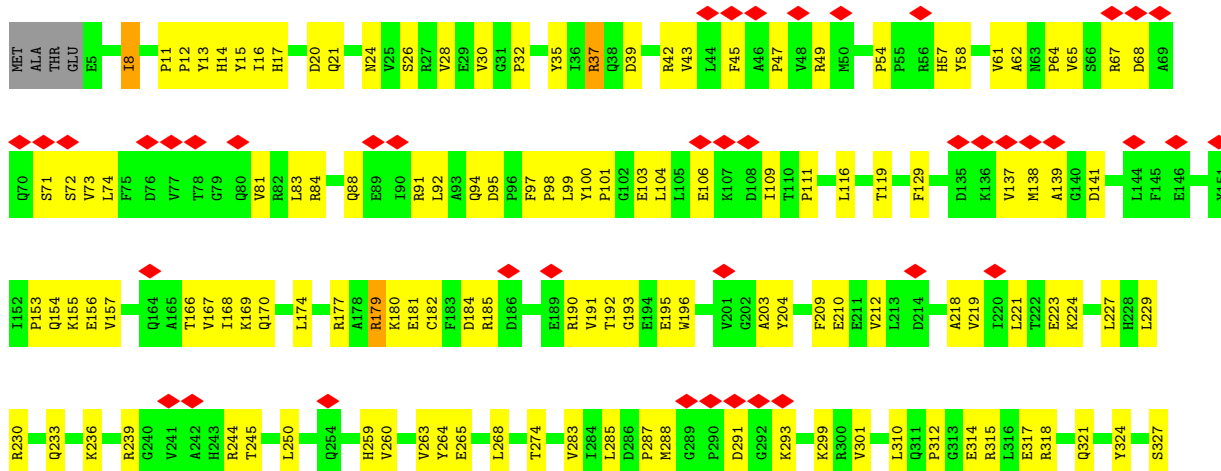 MET ALA THR GLU E5 I8 P11 P12 Y13 H14 Y15 I16 H17 D20 Q21 N24 V25 S26 R27 V28 E29 V30 G31 P32 Y35 I36 R37 Q38 D39 R42 V43 L44 F45 A46 P47 V48 R49 M50 P54 P55 R56 H57 Y58 V61 A62 N63 P64 V65 S66 R67 D68 A69
Q70 S71 S72 V73 L74 F75 D76 V77 T78 G79 Q80 V81 R82 L83 R84 Q88 E89 I90 R91 L92 A93 Q94 D95 P96 F97 P98 L99 Y100 P101 G102 E103 L104 L105 E106 K107 D108 I109 T110 P111 L116 T119 F129 D135 K136 V137 M138 A139 G140 D141 L144 F145 E146
I152 P153 Q154 K155 E156 V157 Q164 A165 T166 V167 I168 K169 Q170 L174 R177 A178 R179 K180 E181 C182 F183 D184 R185 D186 E189 R190 V191 T192 G193 E194 E195 W196 V201 G202 A203 Y204 F209 E210 E211 V212 L213 D214 A218 V219 I220 L221 T222 E223 K224 L227 H228 L229
R230 Q233 K236 R239 G240 V241 A242 H243 R244 T245 L250 Q254 H259 V260 V263 Y264 E265 L268 T274 V283 I284 L285 D286 P287 M288 G289 P290 D291 G292 K293 K299 R300 V301 L310 Q311 P312 G313 E314 R315 L316 E317 R318 Q321 Y324 S327